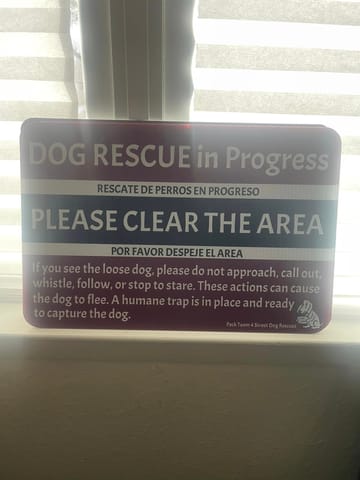 DOG RESCUE in Progress
RESCATE DE PERROS EN PROGRESO
PLEASE CLEAR THE AREA
POR FAVOR DESPEJE EL AREA
If you see the loose dog, please do not approach, call out,
whistle, follow, or stop to stare. These actions can cause
the dog to flee. A humane trap is in place and ready
to capture the dog.
Pack Team 4 Street Dog Rescues